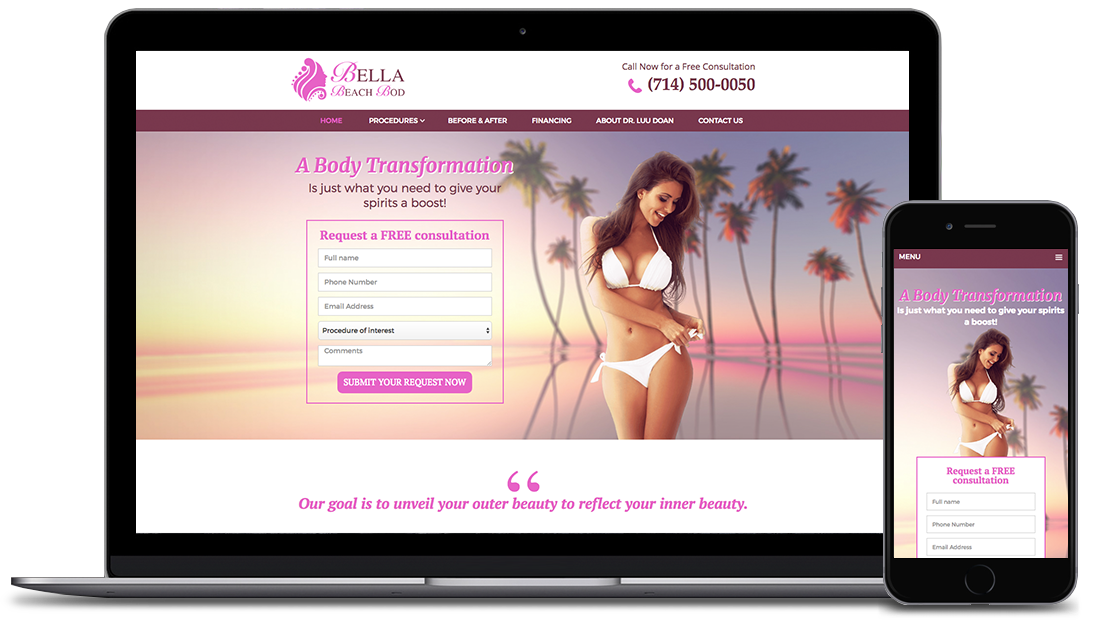 BELLA
BEACH BOD
Call Now for a Free Consultation
(714) 500-0050
HOME
PROCEDURES
BEFORE & AFTER
FINANCING
ABOUT DR. LUU DOAN
CONTACT US
A Body Transformation
Is just what you need to give your
spirits a boost!
Request a FREE consultation
Full name
Phone Number
Email Address
Procedure of interest
Comments
SUBMIT YOUR REQUEST NOW
“
Our goal is to unveil your outer beauty to reflect your inner beauty.
MENU
A Body Transformation
Is just what you need to give your spirits
a boost!
Request a FREE
consultation
Full name
Phone Number
Email Address